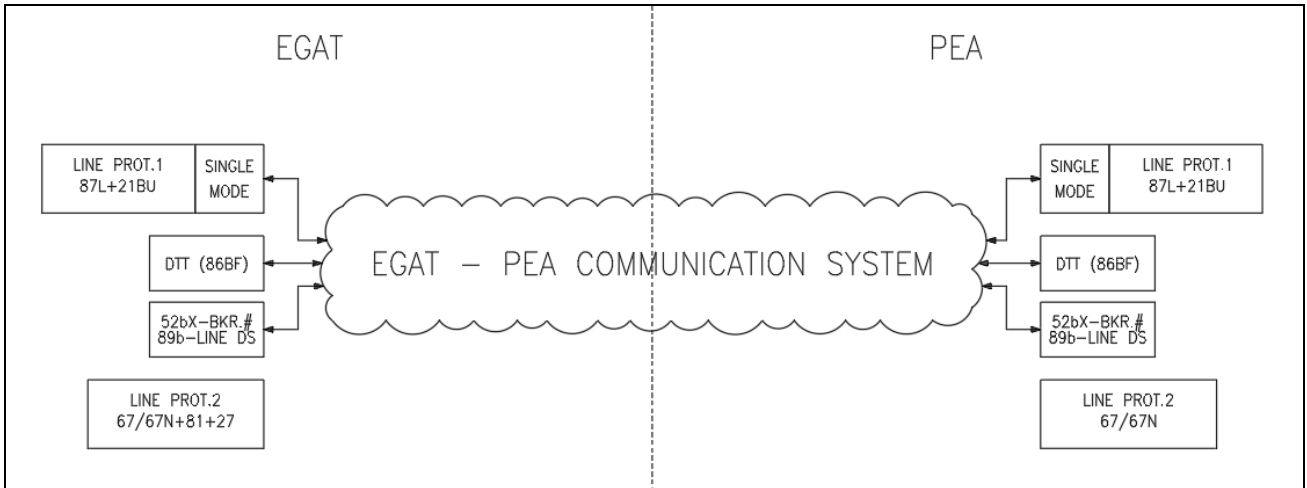 EGAT
PEA
LINE PROT.1
87L+21BU
SINGLE
MODE
SINGLE
MODE
LINE PROT.1
87L+21BU
DTT (86BF)
EGAT – PEA COMMUNICATION SYSTEM
DTT (86BF)
52bX-BKR.#
89b-LINE DS
52bX-BKR.#
89b-LINE DS
LINE PROT.2
67/67N+81+27
LINE PROT.2
67/67N